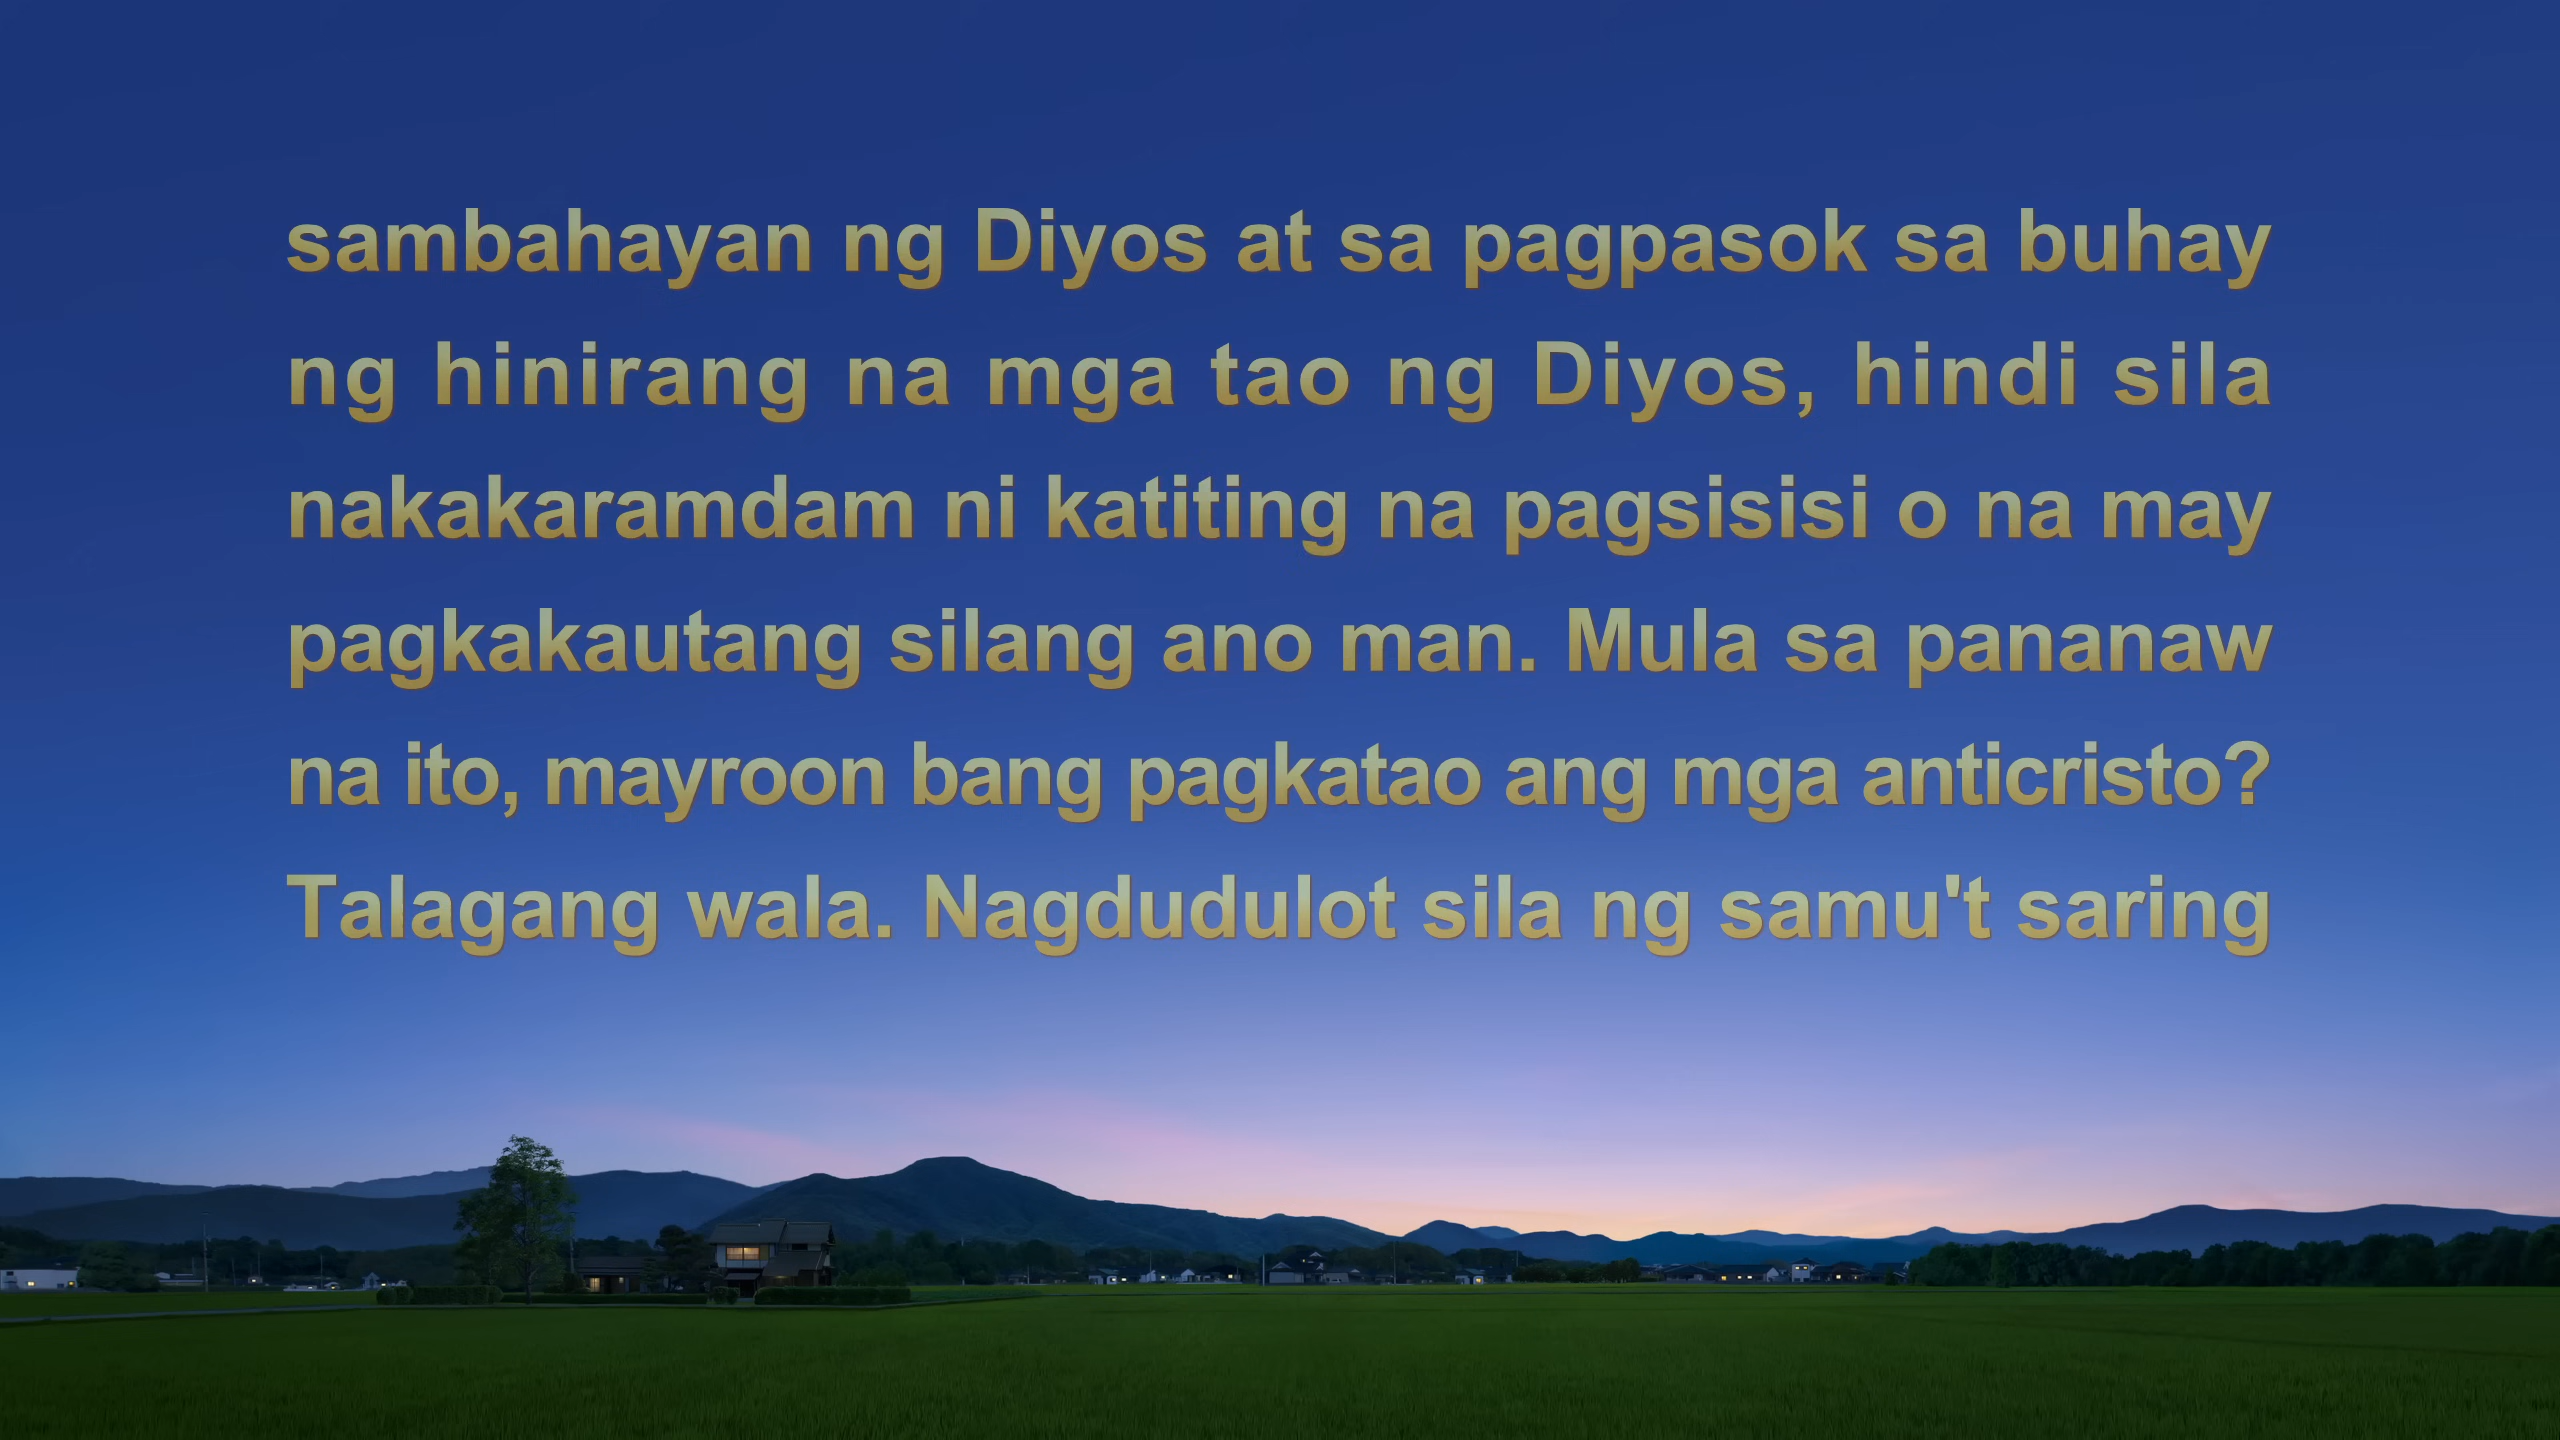 sambahayan ng Diyos at sa pagpasok sa buhay
ng hinirang na mga tao ng Diyos, hindi sila
nakakaramdam ni katiting na pagsisisi o na may
pagkakautang silang ano man. Mula sa pananaw
na ito, mayroon bang pagkatao ang mga anticristo?
Talagang wala. Nagdudulot sila ng samu't saring